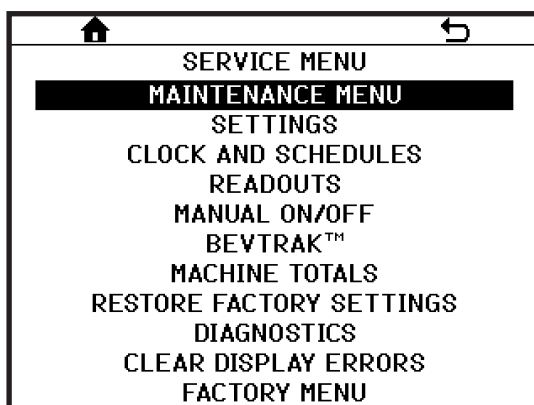 SERVICE MENU
MAINTENANCE MENU
SETTINGS
CLOCK AND SCHEDULES
READOUTS
MANUAL ON/OFF
BEVTRAK™
MACHINE TOTALS
RESTORE FACTORY SETTINGS
DIAGNOSTICS
CLEAR DISPLAY ERRORS
FACTORY MENU